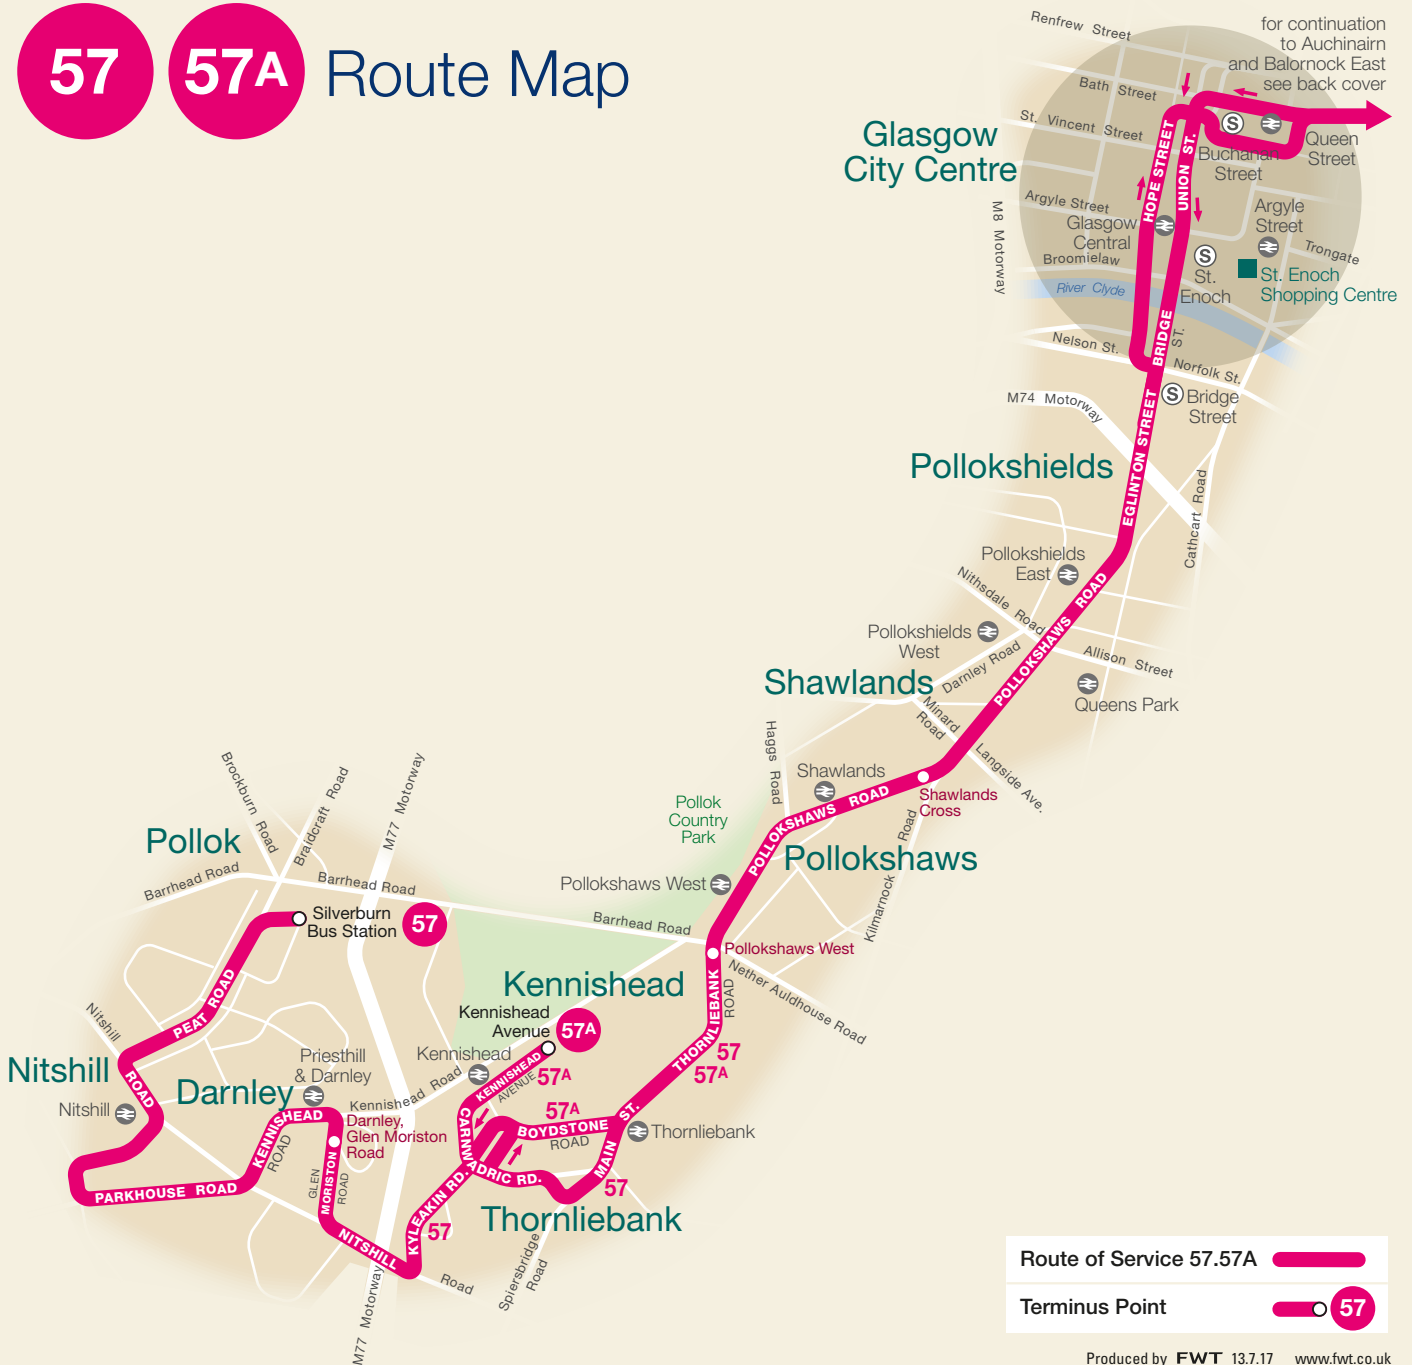 57
57A
Route Map
for continuation
to Auchinairn
and Balornock East
see back cover
Renfrew Street
Bath Street
St. Vincent Street
Glasgow
City Centre
HOPE STREET
UNION ST.
S
Buchanan
Street
Queen
Street
Argyle Street
Argyle
Street
Glasgow
Central
M8 Motorway
Broomielaw
S
St.
Enoch
Trongate
St. Enoch
Shopping Centre
River Clyde
BRIDGE
ST.
Nelson St.
Norfolk St.
S
Bridge
Street
M74 Motorway
EGLINTON STREET
Pollokshields
Cathcart Road
Pollokshields
East
Nithsdale Road
POLLOKSHAWS ROAD
Pollokshields
West
Darnley Road
Allison Street
Shawlands
Queens Park
Minard
Road
Langside Ave.
Haggs Road
Shawlands
Shawlands
Cross
POLLOKSHAWS ROAD
Kilmarnock Road
Pollok
Country
Park
Pollokshaws
Pollokshaws West
Barrhead Road
Pollokshaws West
Nether Auldhouse Road
Brockburn Road
Braidcraft Road
M77 Motorway
Pollok
Barrhead Road
Barrhead Road
Silverburn
Bus Station
57
PEAT ROAD
Nitshill
ROAD
Nitshill
Nitshill
Darnley
Priesthill
& Darnley
Kennishead Road
Kennishead
Kennishead
Kennishead
Avenue
57A
KENNISHEAD
AVENUE
57A
THORNLIEBANK
ROAD
57
57A
57A
BOYDSTONE
ROAD
MAIN ST.
Thornliebank
CARNWADRIC RD.
57
Thornliebank
KYLEAKIN RD.
57
KENNISHEAD
ROAD
Darnley,
Glen Moriston
Road
GLEN
MORISTON
ROAD
PARKHOUSE ROAD
NITSHILL
Road
Spiersbridge
Road
M77 Motorway
Route of Service 57.57A
Terminus Point
57
Produced by FWT 13.7.17 www.fwt.co.uk